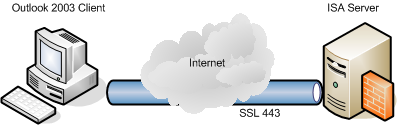 Outlook 2003 Client
ISA Server
Internet
SSL 443